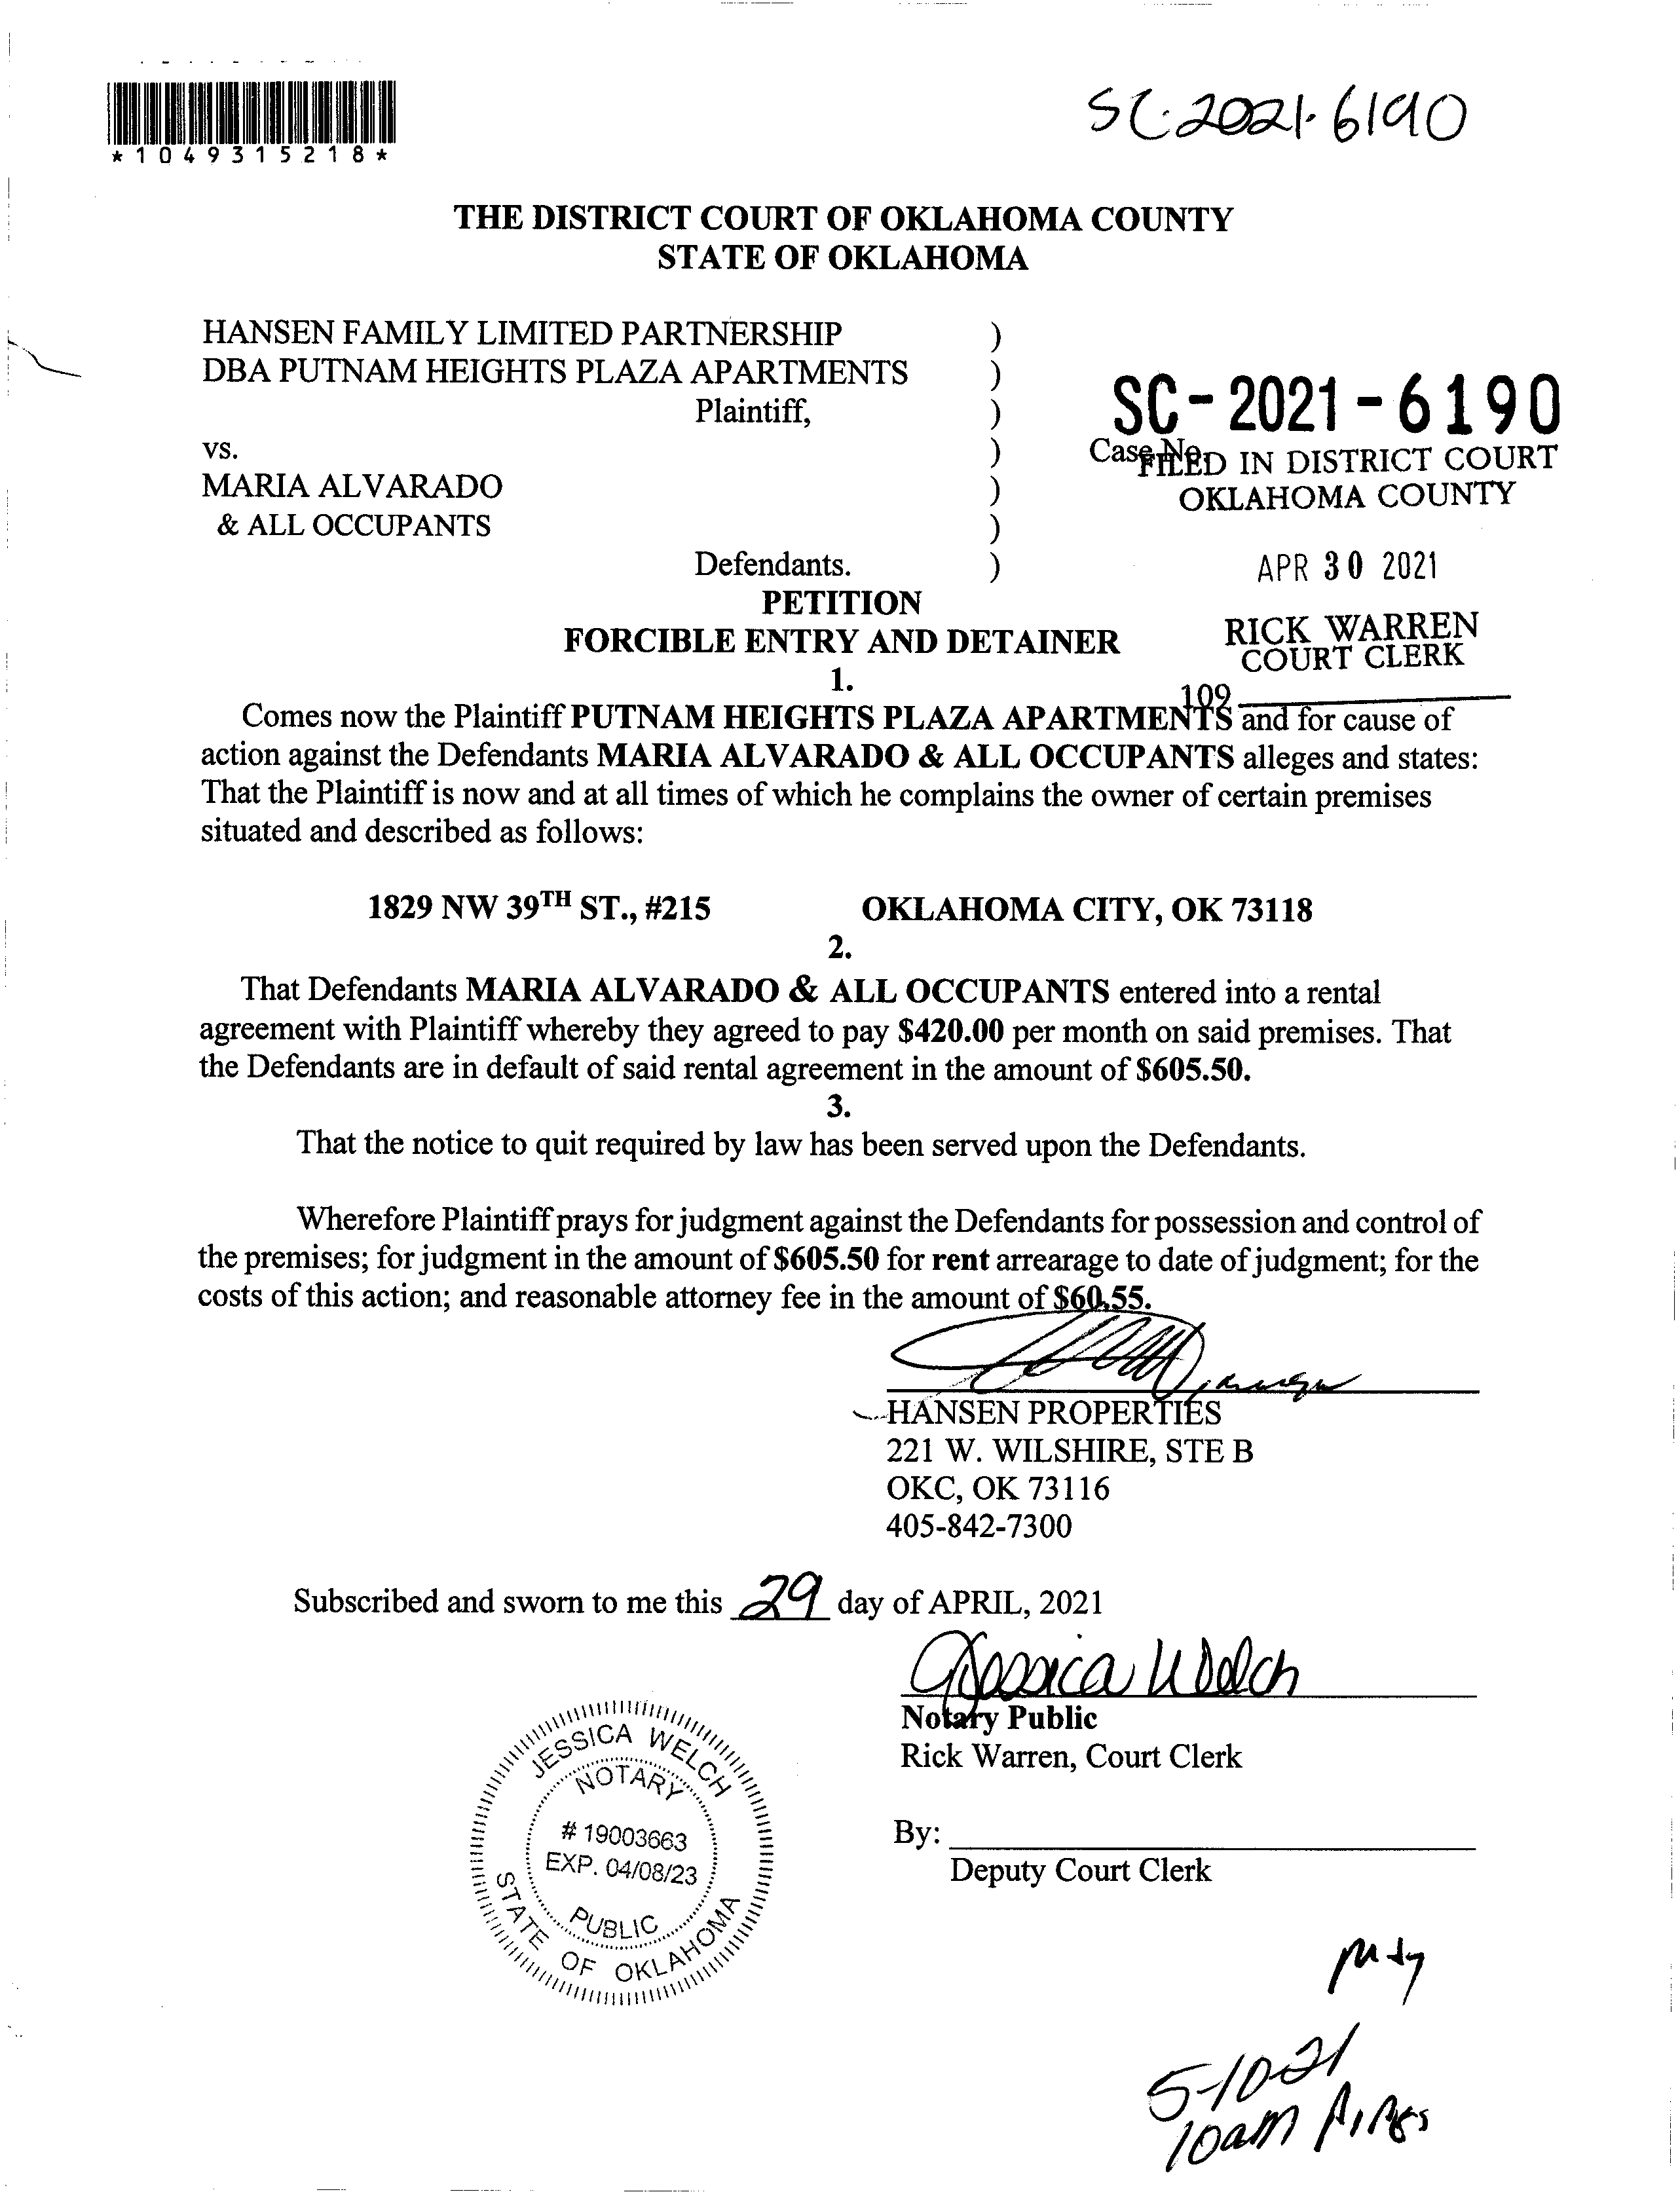 *1049315218*
SC-2021-6190
THE DISTRICT COURT OF OKLAHOMA COUNTY
STATE OF OKLAHOMA
HANSEN FAMILY LIMITED PARTNERSHIP )
DBA PUTNAM HEIGHTS PLAZA APARTMENTS )
Plaintiff, )
SC-2021-6190
vs. )
Case No.
FILED IN DISTRICT COURT
MARIA ALVARADO )
OKLAHOMA COUNTY
& ALL OCCUPANTS )
Defendants. )
APR 30 2021
PETITION
FORCIBLE ENTRY AND DETAINER
RICK WARREN
COURT CLERK
1.
109
Comes now the Plaintiff PUTNAM HEIGHTS PLAZA APARTMENTS and for cause of
action against the Defendants MARIA ALVARADO & ALL OCCUPANTS alleges and states:
That the Plaintiff is now and at all times of which he complains the owner of certain premises
situated and described as follows:
1829 NW 39TH ST., #215 OKLAHOMA CITY, OK 73118
2.
That Defendants MARIA ALVARADO & ALL OCCUPANTS entered into a rental
agreement with Plaintiff whereby they agreed to pay $420.00 per month on said premises. That
the Defendants are in default of said rental agreement in the amount of $605.50.
3.
That the notice to quit required by law has been served upon the Defendants.
Wherefore Plaintiff prays for judgment against the Defendants for possession and control of
the premises; for judgment in the amount of $605.50 for rent arrearage to date of judgment; for the
costs of this action; and reasonable attorney fee in the amount of $60.55.
HANSEN PROPERTIES
221 W. WILSHIRE, STE B
OKC, OK 73116
405-842-7300
Subscribed and sworn to me this 29 day of APRIL, 2021
Jessica Welch
Notary Public
Rick Warren, Court Clerk
JESSICA WELCH
NOTARY
# 19003663
EXP. 04/08/23
PUBLIC
STATE OF OKLAHOMA
By:
Deputy Court Clerk
5-10-21
10am